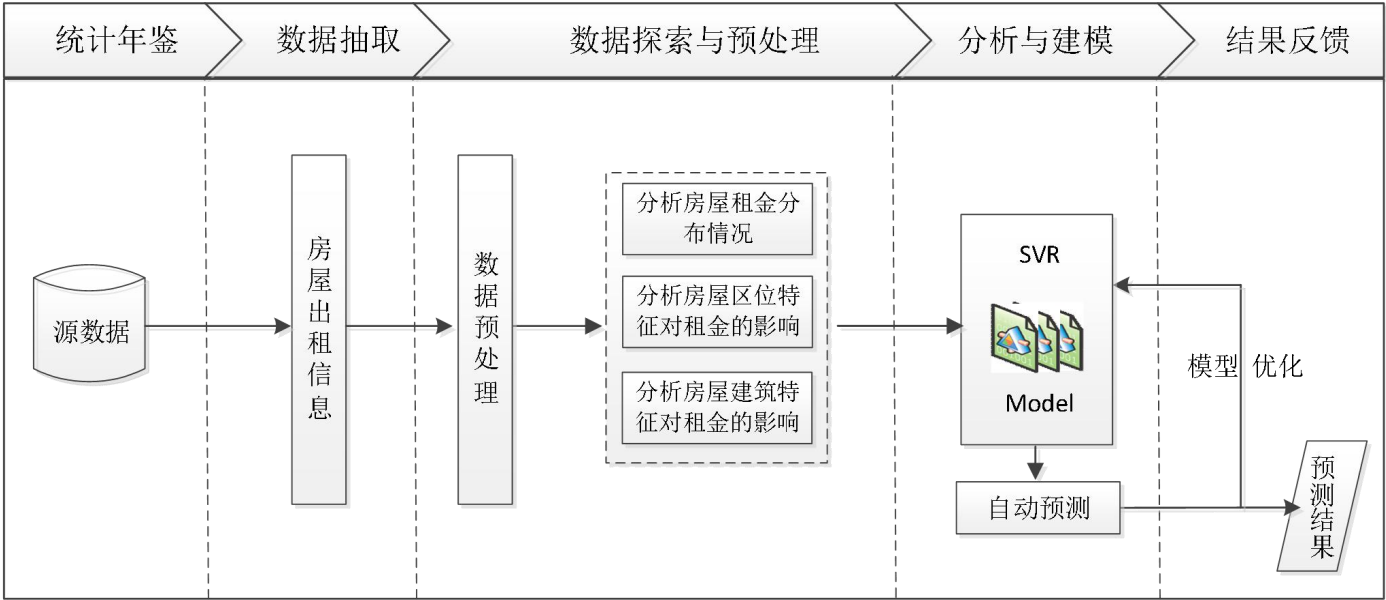 统计年鉴
数据抽取
数据探索与预处理
分析与建模
结果反馈
源数据
房屋出租信息
数据预处理
分析房屋租金分
布情况
分析房屋区位特
征对租金的影响
分析房屋建筑特
征对租金的影响
SVR
Model
自动预测
模型 优化
预测结果